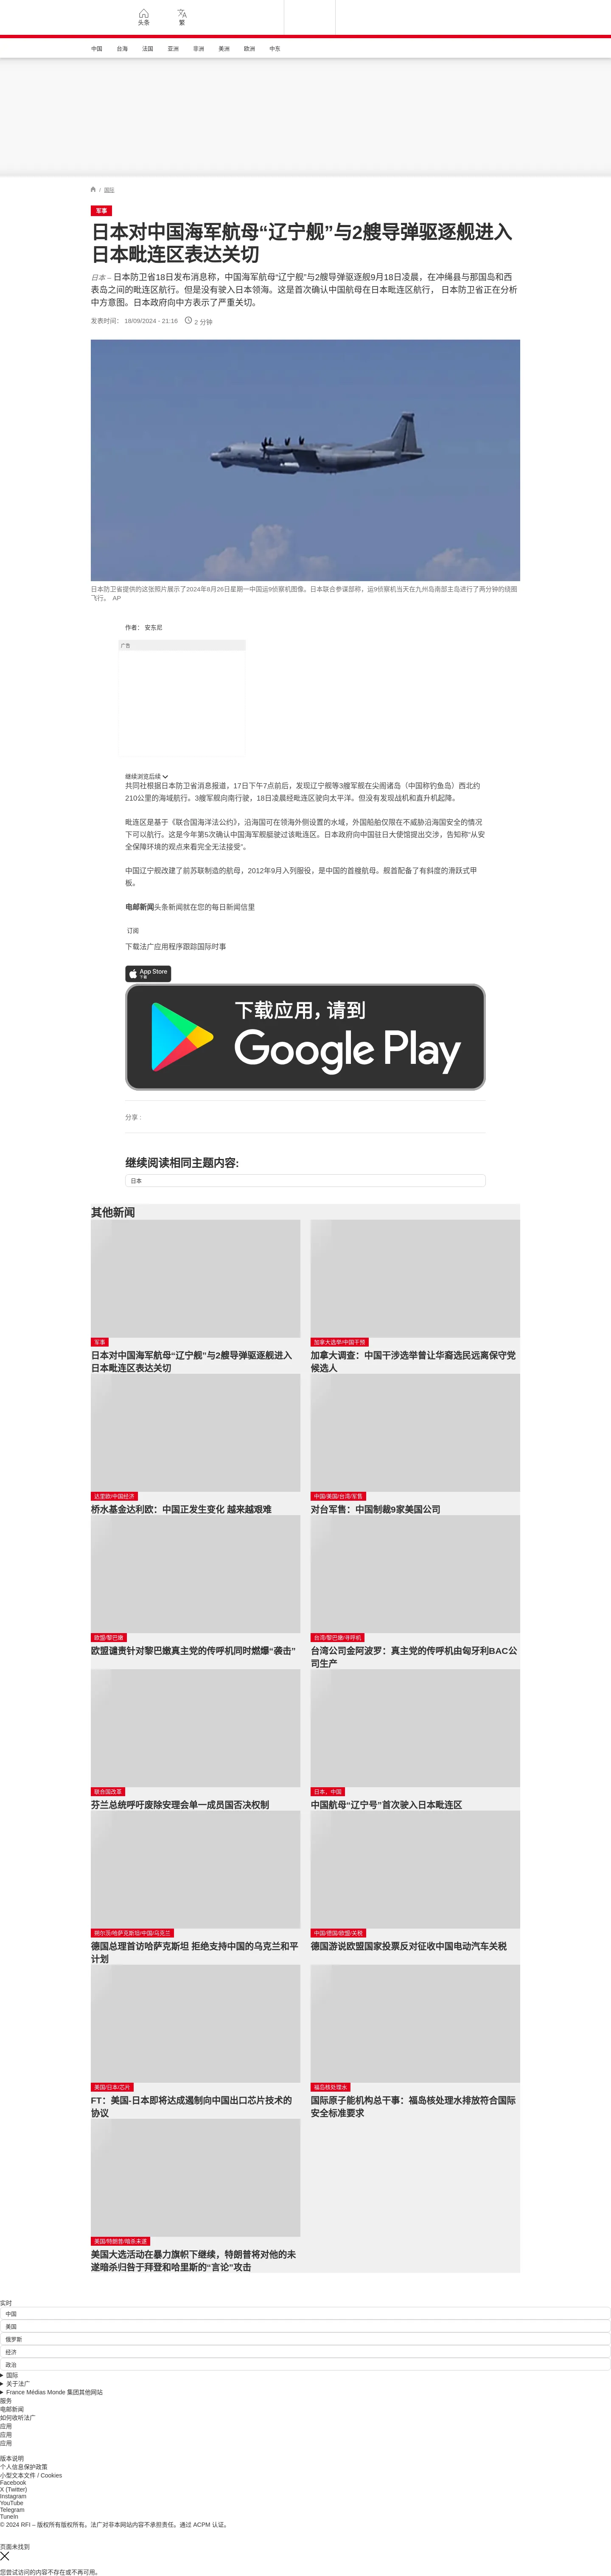 头条
繁
中国 台海 法国 亚洲 非洲 美洲 欧洲 中东
/ 国际
军事
日本对中国海军航母“辽宁舰”与2艘导弹驱逐舰进入
日本毗连区表达关切
日本 – 日本防卫省18日发布消息称，中国海军航母“辽宁舰”与2艘导弹驱逐舰9月18日凌晨，在冲绳县与那国岛和西
表岛之间的毗连区航行。但是没有驶入日本领海。这是首次确认中国航母在日本毗连区航行， 日本防卫省正在分析
中方意图。日本政府向中方表示了严重关切。
发表时间： 18/09/2024 - 21:16 2 分钟
日本防卫省提供的这张照片展示了2024年8月26日星期一中国运9侦察机图像。日本联合参谋部称，运9侦察机当天在九州岛南部主岛进行了两分钟的绕圈
飞行。 AP
作者： 安东尼
广告
继续浏览后续
共同社根据日本防卫省消息报道，17日下午7点前后，发现辽宁舰等3艘军舰在尖阁诸岛（中国称钓鱼岛）西北约
210公里的海域航行。3艘军舰向南行驶，18日凌晨经毗连区驶向太平洋。但没有发现战机和直升机起降。
毗连区是基于《联合国海洋法公约》，沿海国可在领海外侧设置的水域，外国船舶仅限在不威胁沿海国安全的情况
下可以航行。这是今年第5次确认中国海军舰艇驶过该毗连区。日本政府向中国驻日大使馆提出交涉，告知称“从安
全保障环境的观点来看完全无法接受”。
中国辽宁舰改建了前苏联制造的航母，2012年9月入列服役，是中国的首艘航母。舰首配备了有斜度的滑跃式甲
板。
电邮新闻头条新闻就在您的每日新闻信里
订阅
下载法广应用程序跟踪国际时事
App Store
下载
下载应用，请到
Google Play
分享 :
继续阅读相同主题内容:
日本
其他新闻
军事
日本对中国海军航母“辽宁舰”与2艘导弹驱逐舰进入
日本毗连区表达关切
加拿大选举/中国干预
加拿大调查：中国干涉选举曾让华裔选民远离保守党
候选人
达里欧/中国经济
桥水基金达利欧：中国正发生变化 越来越艰难
中国/美国/台湾/军售
对台军售：中国制裁9家美国公司
欧盟/黎巴嫩
欧盟谴责针对黎巴嫩真主党的传呼机同时燃爆“袭击”
台湾/黎巴嫩/寻呼机
台湾公司金阿波罗：真主党的传呼机由匈牙利BAC公
司生产
联合国改革
芬兰总统呼吁废除安理会单一成员国否决权制
日本、中国
中国航母“辽宁号”首次驶入日本毗连区
朔尔茨/哈萨克斯坦/中国/乌克兰
德国总理首访哈萨克斯坦 拒绝支持中国的乌克兰和平
计划
中国/德国/欧盟/关税
德国游说欧盟国家投票反对征收中国电动汽车关税
美国/日本/芯片
FT：美国-日本即将达成遏制向中国出口芯片技术的
协议
福岛核处理水
国际原子能机构总干事：福岛核处理水排放符合国际
安全标准要求
美国/特朗普/暗杀未遂
美国大选活动在暴力旗帜下继续，特朗普将对他的未
遂暗杀归咎于拜登和哈里斯的“言论”攻击
实时
中国
美国
俄罗斯
经济
政治
国际
关于法广
France Médias Monde 集团其他网站
服务
电邮新闻
如何收听法广
应用
应用
应用
版本说明
个人信息保护政策
小型文本文件 / Cookies
Facebook
X (Twitter)
Instagram
YouTube
Telegram
TuneIn
© 2024 RFI – 版权所有版权所有。法广对非本网站内容不承担责任。通过 ACPM 认证。
页面未找到
您尝试访问的内容不存在或不再可用。